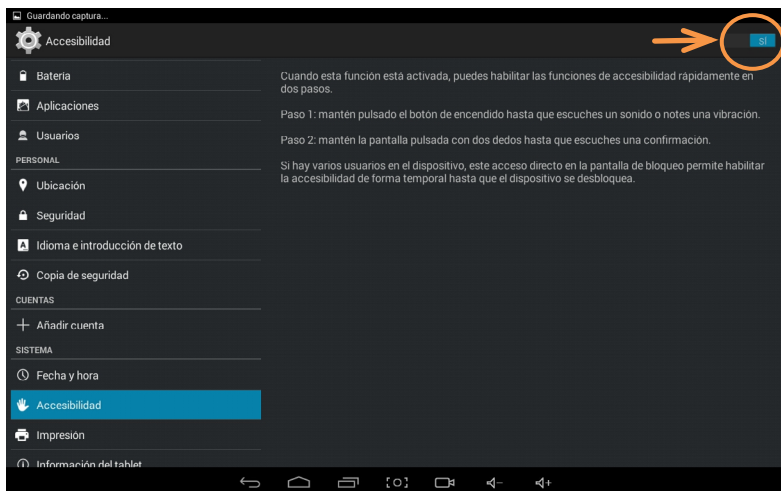 Guardando captura...
Accesibilidad
SÍ
Batería
Aplicaciones
Usuarios
PERSONAL
Ubicación
Seguridad
Idioma e introducción de texto
Copia de seguridad
CUENTAS
Añadir cuenta
SISTEMA
Fecha y hora
Accesibilidad
Impresión
Información del tablet
Cuando esta función está activada, puedes habilitar las funciones de accesibilidad rápidamente en
dos pasos.
Paso 1: mantén pulsado el botón de encendido hasta que escuches un sonido o notes una vibración.
Paso 2: mantén la pantalla pulsada con dos dedos hasta que escuches una confirmación.
Si hay varios usuarios en el dispositivo, este acceso directo en la pantalla de bloqueo permite habilitar
la accesibilidad de forma temporal hasta que el dispositivo se desbloquea.